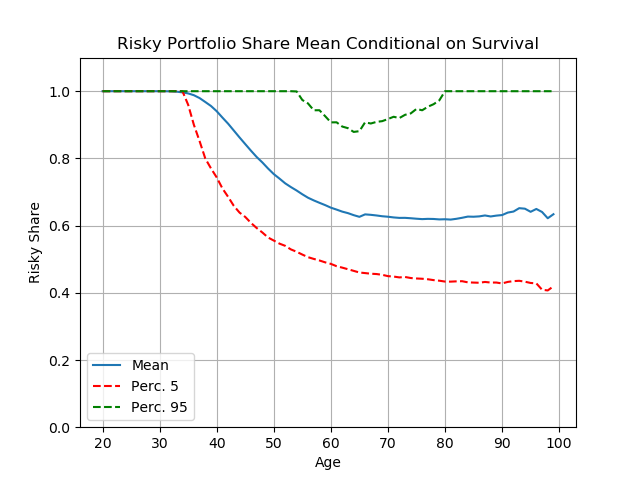 Risky Portfolio Share Mean Conditional on Survival
1.0
0.8
0.6
0.4
0.2
0.0
Risky Share
Mean
Perc. 5
Perc. 95
20 30 40 50 60 70 80 90 100
Age